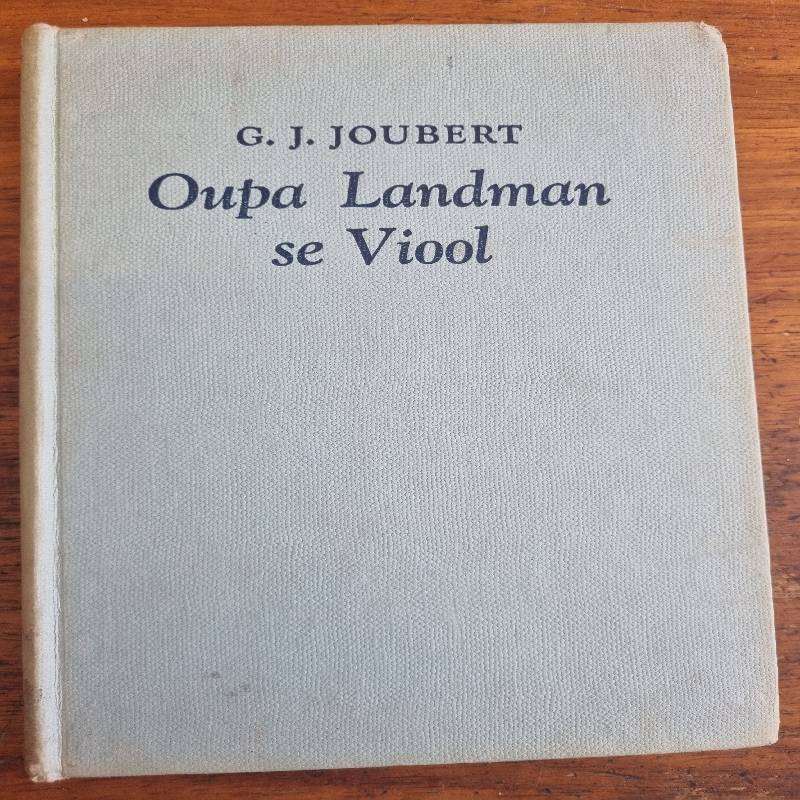 G. J. JOUBERT
Oupa Landman
se Viool